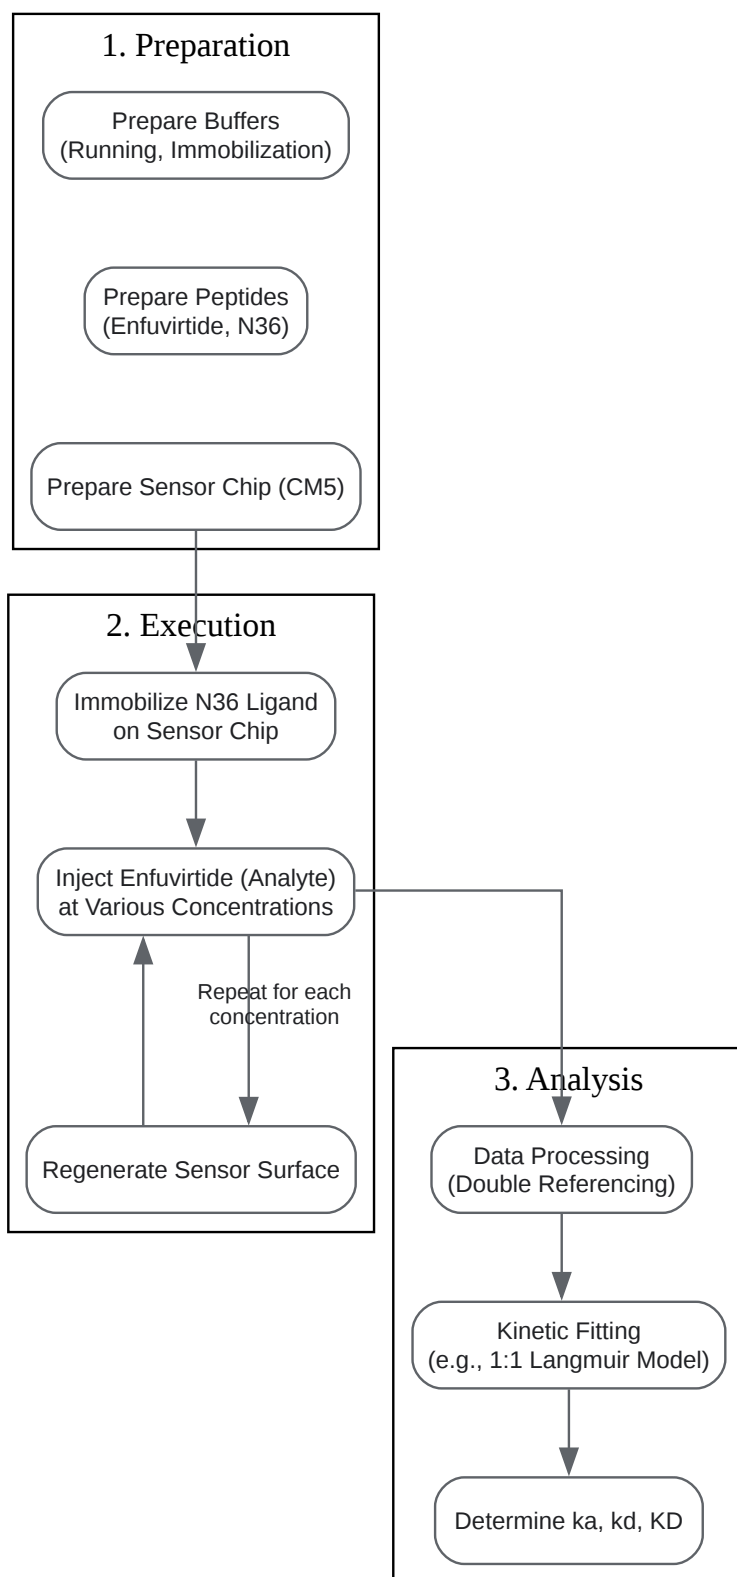 1. Preparation
Prepare Buffers
(Running, Immobilization)
Prepare Peptides
(Enfuvirtide, N36)
Prepare Sensor Chip (CM5)
2. Execution
Immobilize N36 Ligand
on Sensor Chip
Inject Enfuvirtide (Analyte)
at Various Concentrations
Repeat for each
concentration
Regenerate Sensor Surface
3. Analysis
Data Processing
(Double Referencing)
Kinetic Fitting
(e.g., 1:1 Langmuir Model)
Determine ka, kd, KD